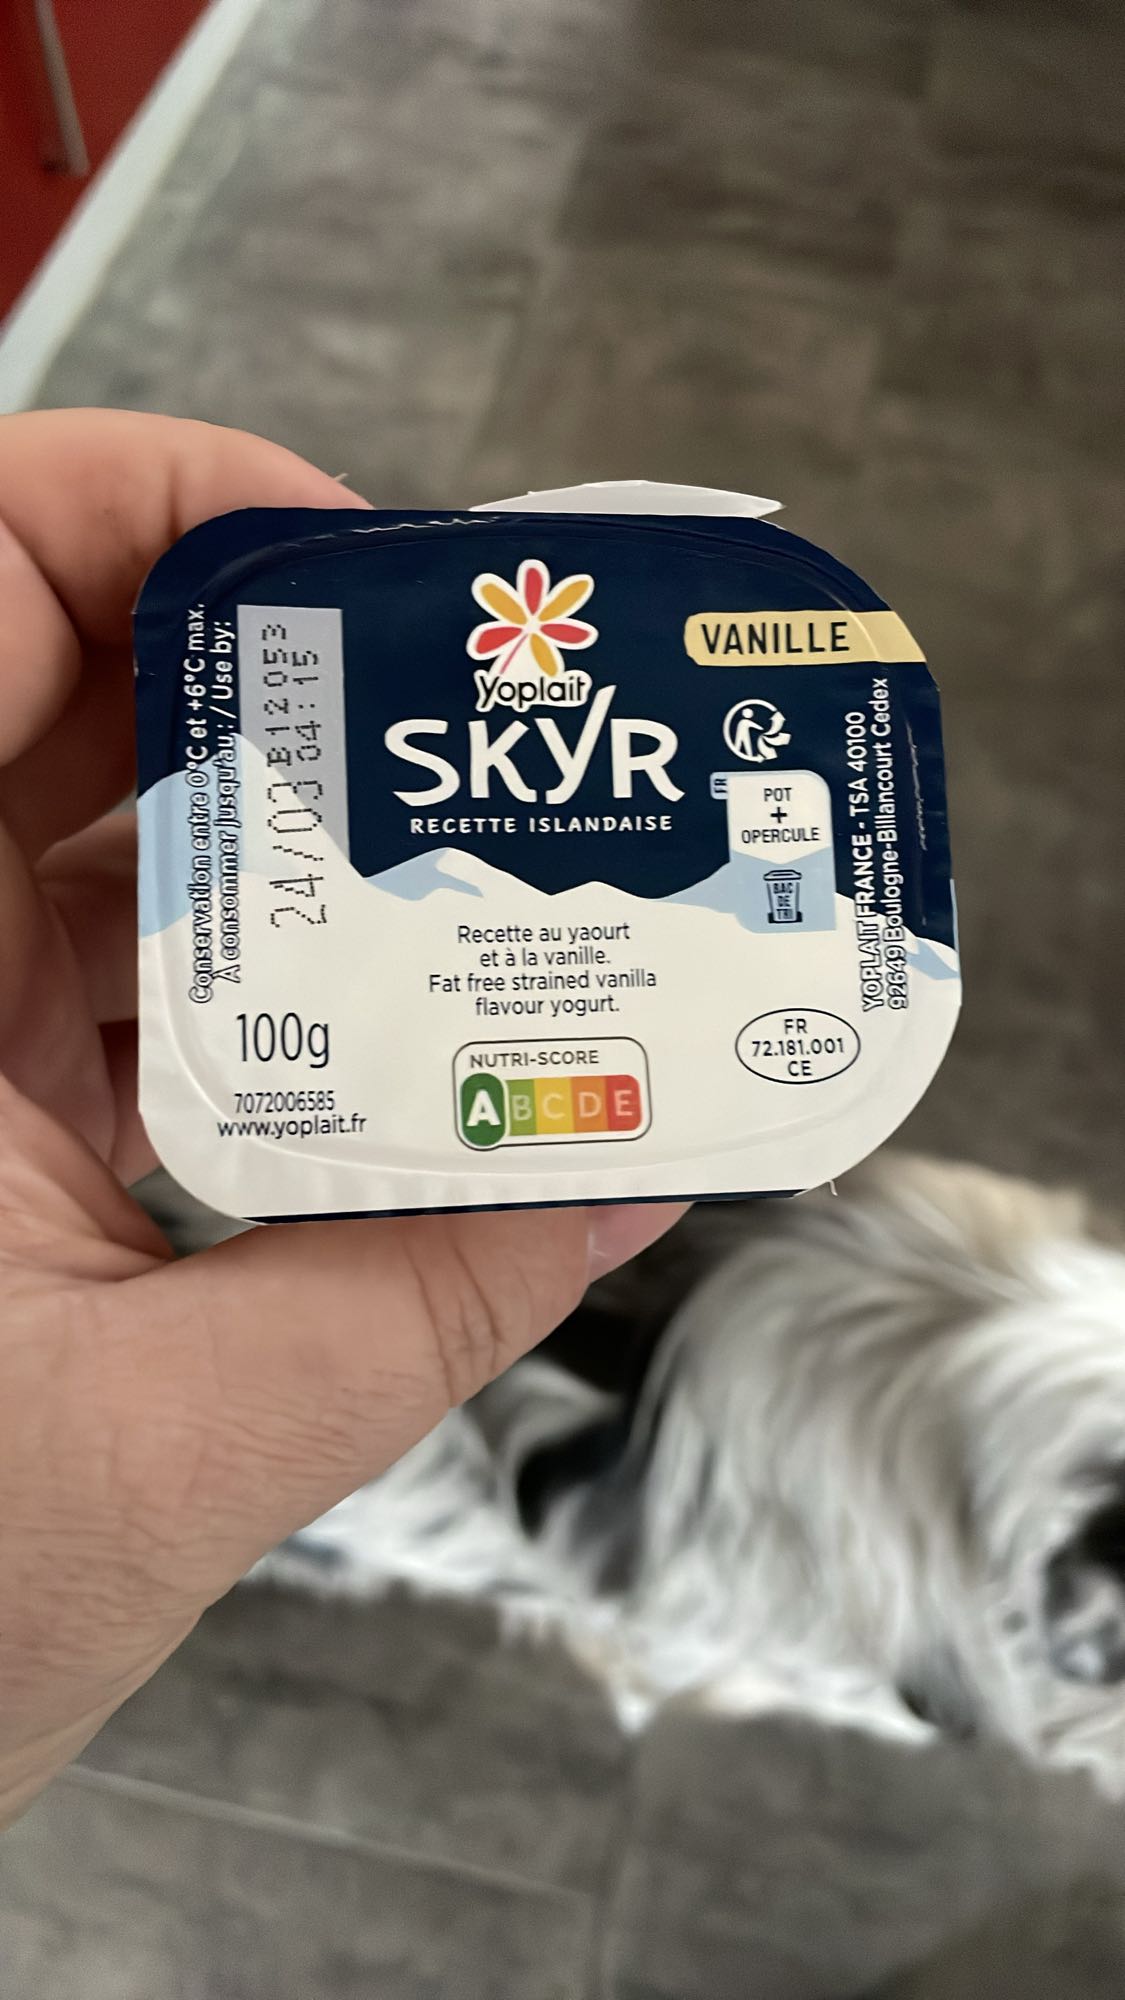 Conservation entre 0°C et +6°C max.
À consommer jusqu'au : / Use by:
24/03 E12 053
04:15
yoplait
SKYR
RECETTE ISLANDAISE
VANILLE
FR
POT
+
OPERCULE
BAC
DE
TRI
YOPLAIT FRANCE - TSA 40100
92649 Boulogne-Billancourt Cedex
Recette au yaourt
et à la vanille.
Fat free strained vanilla
flavour yogurt.
100g
7072006585
www.yoplait.fr
NUTRI-SCORE
A B C D E
FR
72.181.001
CE